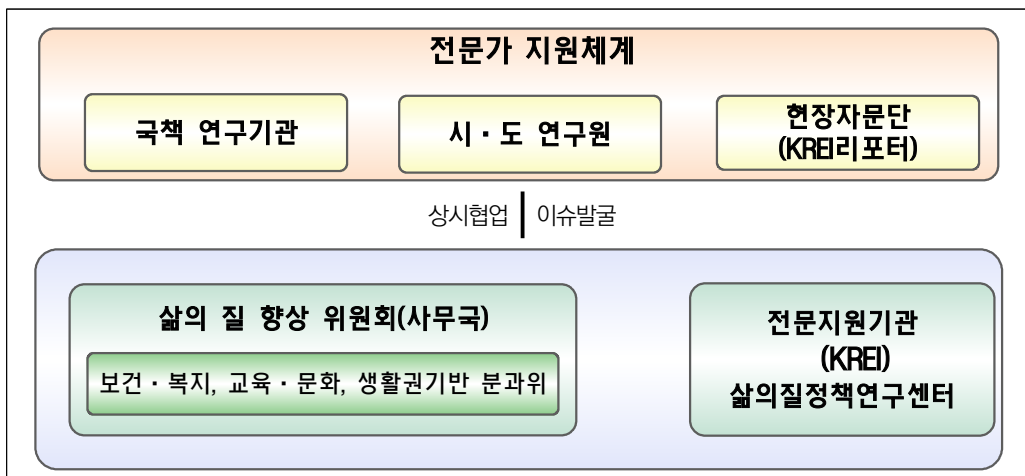 전문가 지원체계
국책 연구기관
시·도 연구원
현장자문단
(KREI리포터)
상시협업
이슈발굴
삶의 질 향상 위원회(사무국)
보건·복지, 교육·문화, 생활권기반 분과위
전문지원기관
(KREI)
삶의질정책연구센터